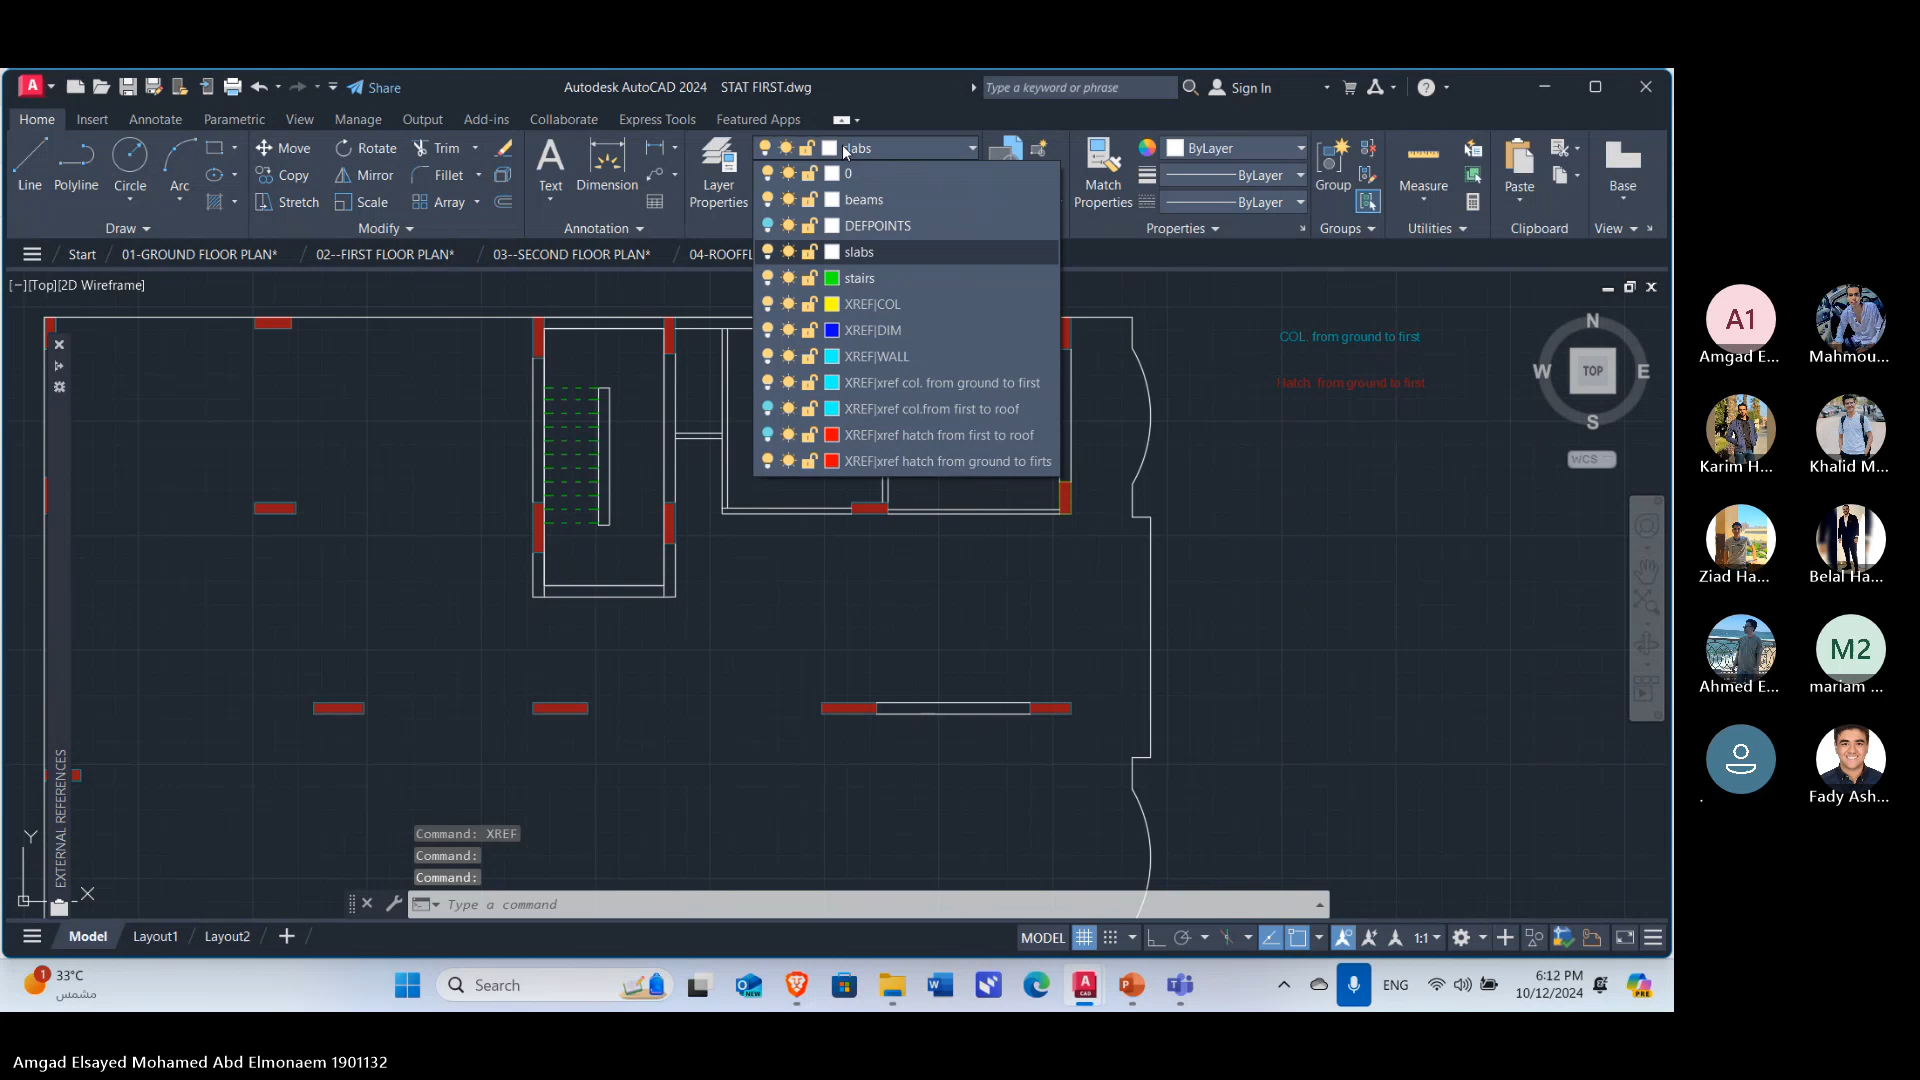 Share
Autodesk AutoCAD 2024 STAT FIRST.dwg
Type a keyword or phrase
Sign In
Home Insert Annotate Parametric View Manage Output Add-ins Collaborate Express Tools Featured Apps
Line Polyline Circle Arc
Move Rotate Trim
Copy Mirror Fillet
Stretch Scale Array
Text Dimension
Layer Properties
slabs
Match Properties
ByLayer
ByLayer
ByLayer
Group Measure Paste Base
Draw Modify Annotation Properties Groups Utilities Clipboard View
Start 01-GROUND FLOOR PLAN* 02--FIRST FLOOR PLAN* 03--SECOND FLOOR PLAN* 04-ROOFFL
0
beams
DEFPOINTS
slabs
stairs
XREF|COL
XREF|DIM
XREF|WALL
XREF|xref col. from ground to first
XREF|xref col.from first to roof
XREF|xref hatch from first to roof
XREF|xref hatch from ground to firts
[−][Top][2D Wireframe]
COL. from ground to first
Hatch. from ground to first
N
W TOP E
S
WCS
EXTERNAL REFERENCES
Y
X
Command: XREF
Command:
Command:
Type a command
Model Layout1 Layout2
MODEL
1:1
1
33°C
مشمس
Search
ENG
6:12 PM
10/12/2024
PRE
A1
Amgad E...
Mahmou...
Karim H...
Khalid M...
Ziad Ha...
Belal Ha...
Ahmed E...
M2
mariam ...
.
Fady Ash...
Amgad Elsayed Mohamed Abd Elmonaem 1901132